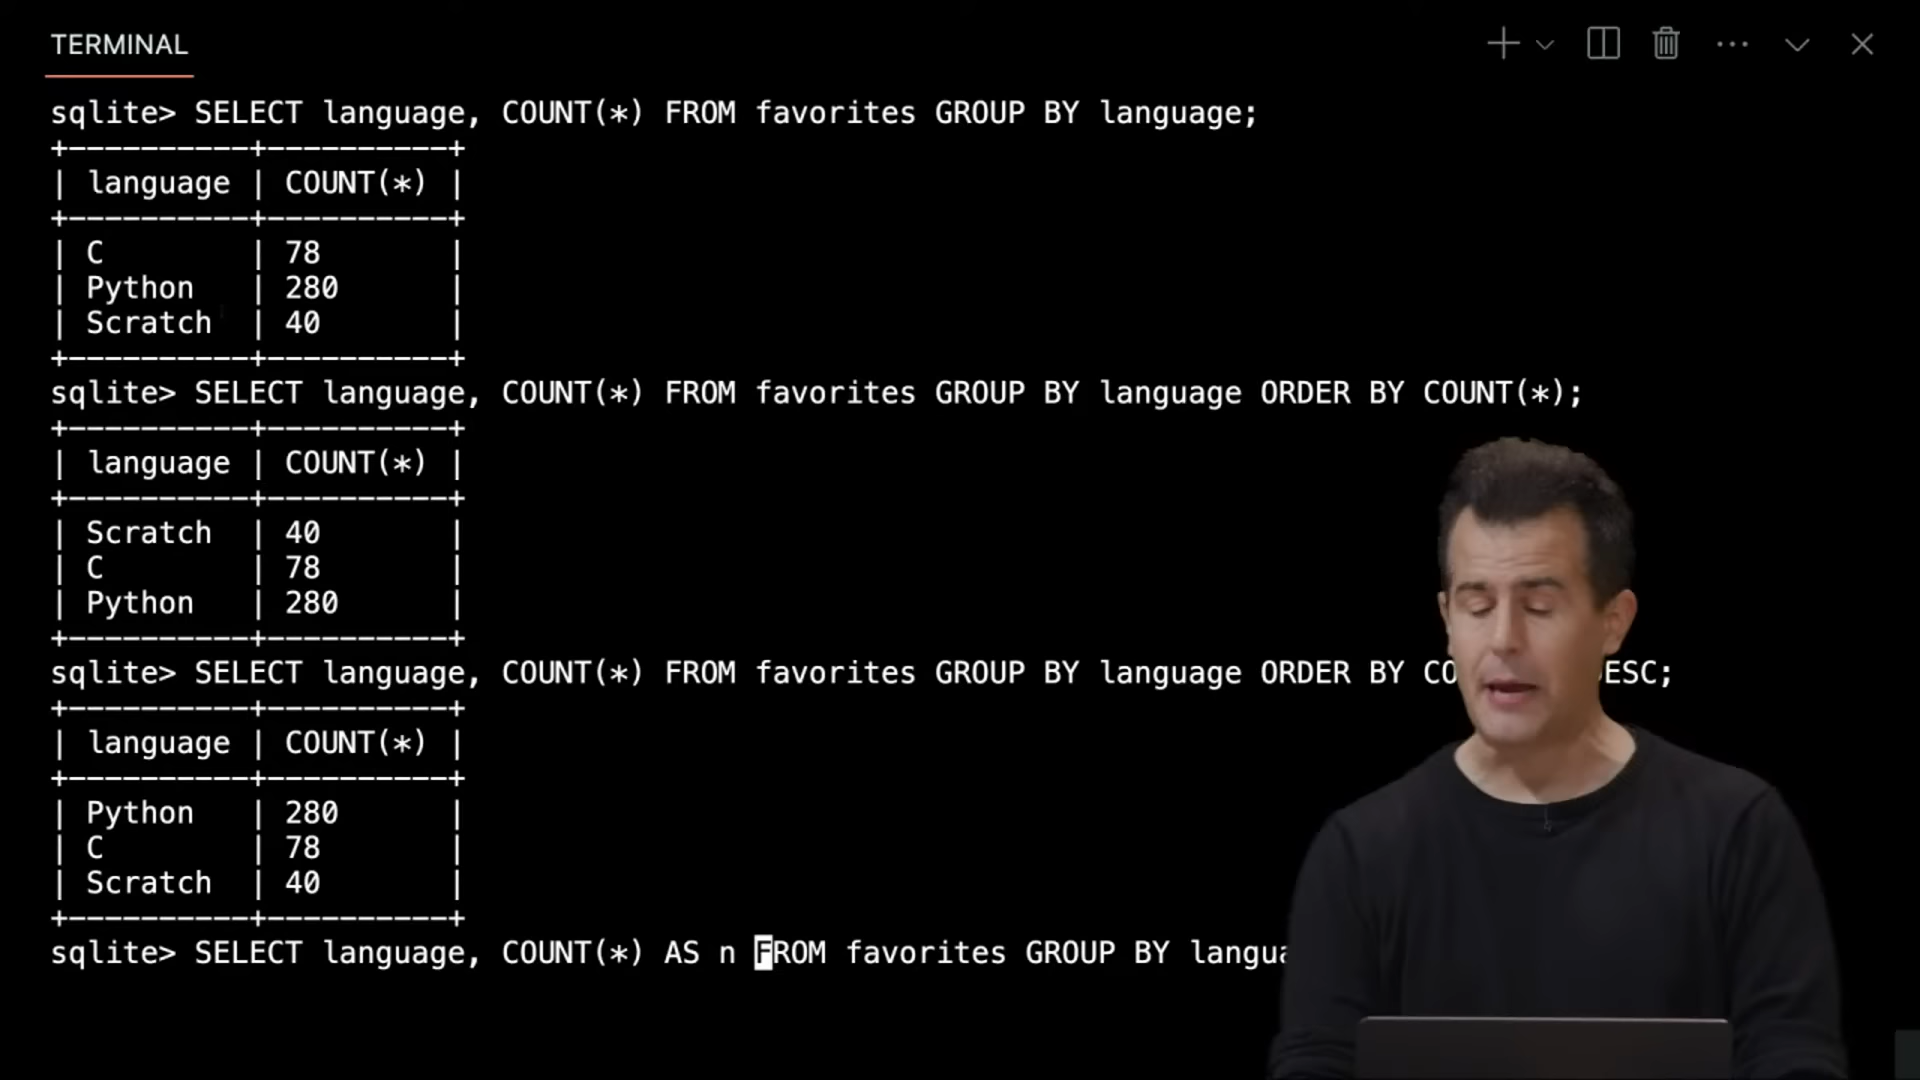 TERMINAL
sqlite> SELECT language, COUNT(*) FROM favorites GROUP BY language;
+----------+----------+
| language | COUNT(*) |
+----------+----------+
| C        | 78       |
| Python   | 280      |
| Scratch  | 40       |
+----------+----------+
sqlite> SELECT language, COUNT(*) FROM favorites GROUP BY language ORDER BY COUNT(*);
+----------+----------+
| language | COUNT(*) |
+----------+----------+
| Scratch  | 40       |
| C        | 78       |
| Python   | 280      |
+----------+----------+
sqlite> SELECT language, COUNT(*) FROM favorites GROUP BY language ORDER BY CO ESC;
+----------+----------+
| language | COUNT(*) |
+----------+----------+
| Python   | 280      |
| C        | 78       |
| Scratch  | 40       |
+----------+----------+
sqlite> SELECT language, COUNT(*) AS n FROM favorites GROUP BY langua